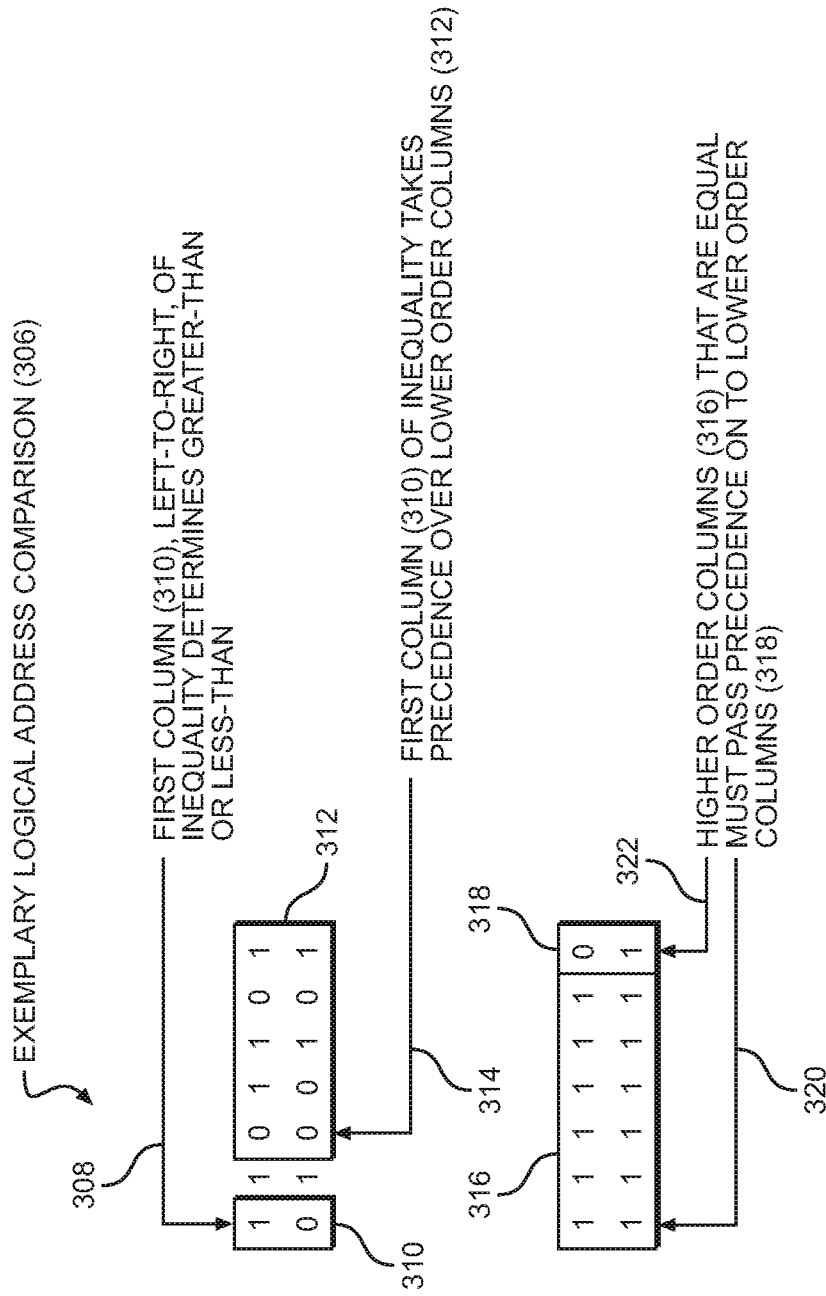 EXEMPLARY LOGICAL ADDRESS COMPARISON (306)
308
FIRST COLUMN (310), LEFT-TO-RIGHT, OF
INEQUALITY DETERMINES GREATER-THAN
OR LESS-THAN
312
1 1 0 1 1 0 1
0 1 0 0 1 0 1
310
314
FIRST COLUMN (310) OF INEQUALITY TAKES
PRECEDENCE OVER LOWER ORDER COLUMNS (312)
316
318
322
1 1 1 1 1 1 0
1 1 1 1 1 1 1
HIGHER ORDER COLUMNS (316) THAT ARE EQUAL
MUST PASS PRECEDENCE ON TO LOWER ORDER
COLUMNS (318)
320